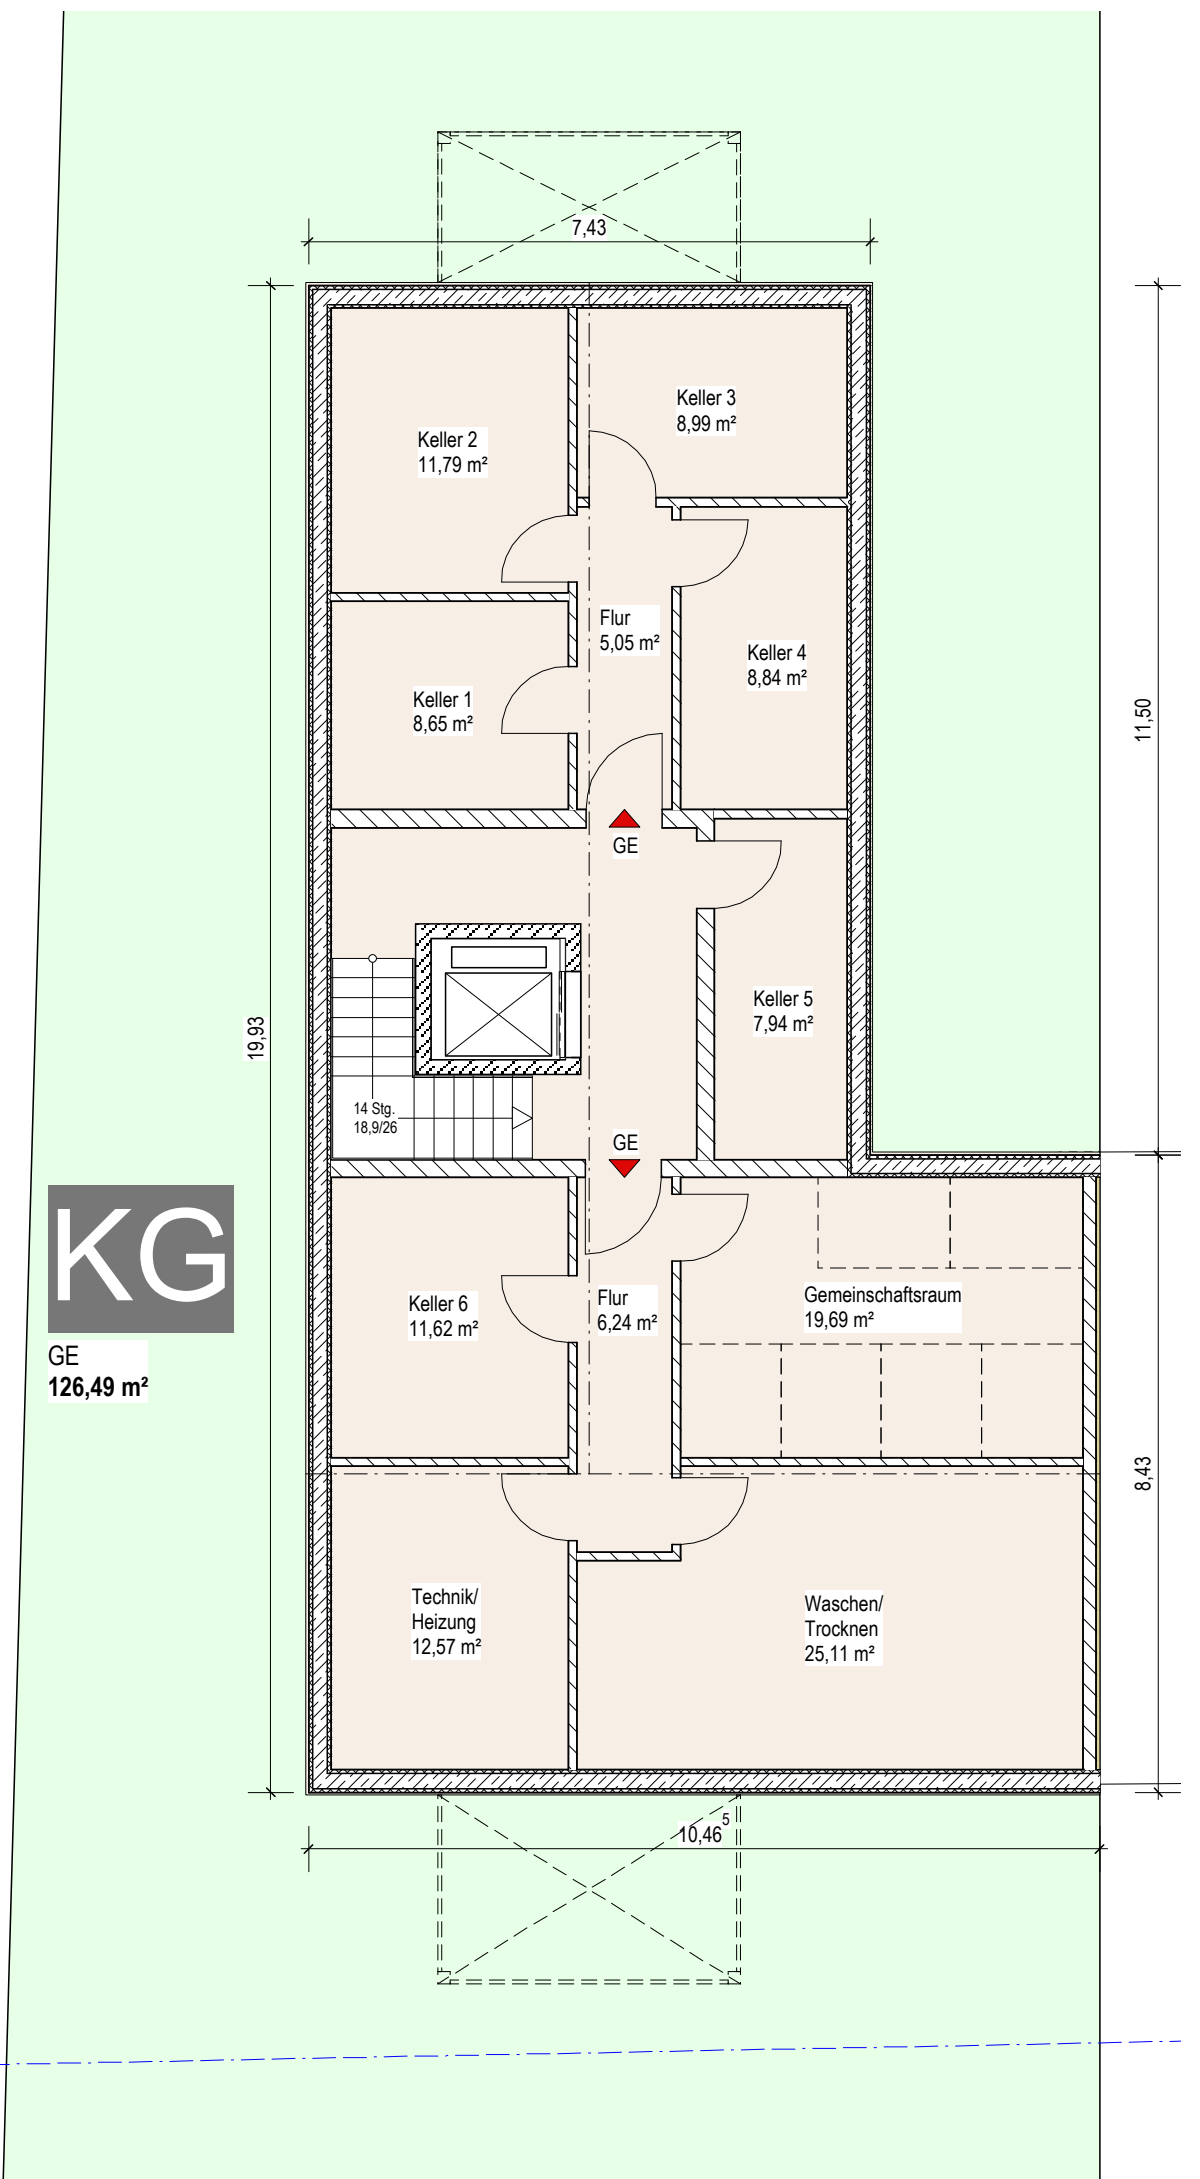 7,43
Keller 3
8,99 m²
Keller 2
11,79 m²
Flur
5,05 m²
Keller 4
8,84 m²
Keller 1
8,65 m²
11,50
GE
Keller 5
7,94 m²
19,93
14 Stg.
18,9/26
GE
KG
GE
126,49 m²
Keller 6
11,62 m²
Flur
6,24 m²
Gemeinschaftsraum
19,69 m²
8,43
Technik/
Heizung
12,57 m²
Waschen/
Trocknen
25,11 m²
10,46⁵